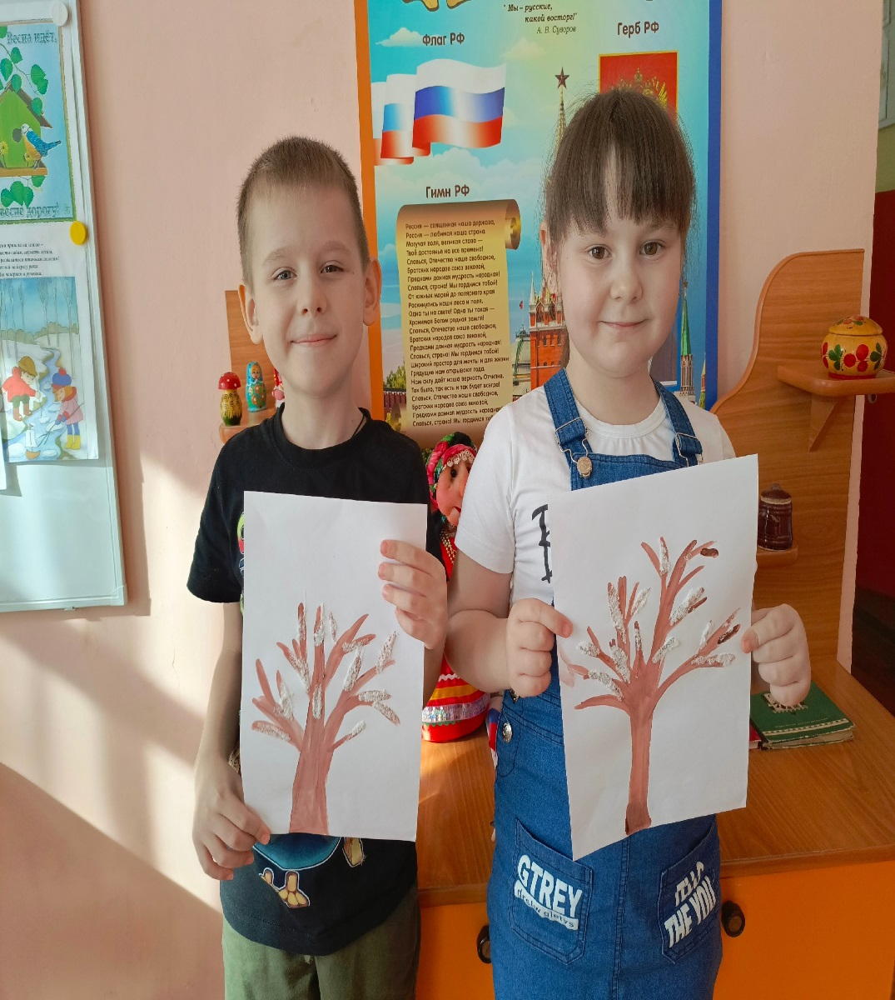 Весна идёт,
весне дорогу!
" Мы – русские,
какой восторг!"
А. В. Суворов
Флаг РФ
Герб РФ
Гимн РФ
Россия — священная наша держава,
Россия — любимая наша страна.
Могучая воля, великая слава —
Твоё достоянье на все времена!
Славься, Отечество наше свободное,
Братских народов союз вековой,
Предками данная мудрость народная!
Славься, страна! Мы гордимся тобой!
От южных морей до полярного края
Раскинулись наши леса и поля.
Одна ты на свете! Одна ты такая —
Хранимая Богом родная земля!
Славься, Отечество наше свободное,
Братских народов союз вековой,
Предками данная мудрость народная!
Славься, страна! Мы гордимся тобой!
Широкий простор для мечты и для жизни
Грядущие нам открывают года.
Нам силу даёт наша верность Отчизне.
Так было, так есть и так будет всегда!
Славься, Отечество наше свободное,
Братских народов союз вековой,
Предками данная мудрость народная
Славься, страна! Мы гордимся тобой
GTREY
THE YOU